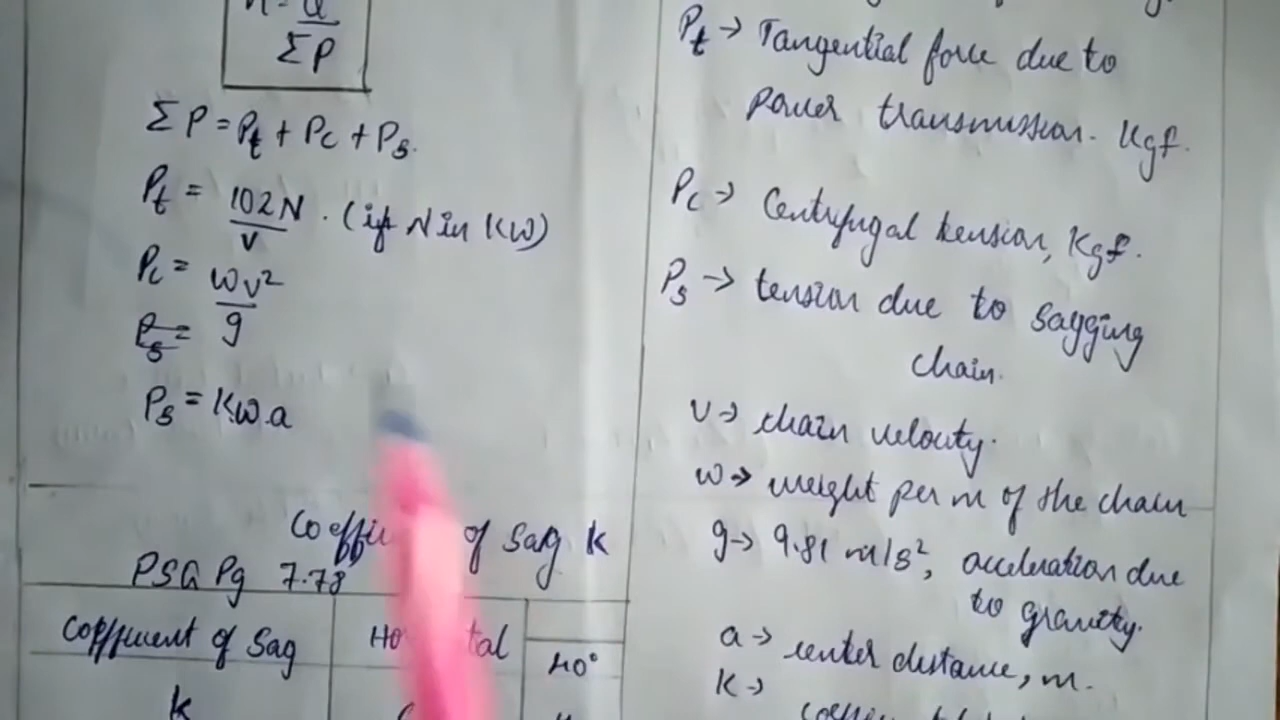 n = Q
ΣP
ΣP = Pt + Pc + Ps.
Pt = 102N . (if N in KW)
v
Pc = wv²
g
Ps =
Ps = Kw.a
of Sag k
PSG Pg 7.78
Coefficient of Sag
40°
k
Pt → Tangential force due to
power transmission. Kgf.
Pc → Centrifugal tension, Kgf.
Ps → tension due to sagging
chain.
v → chain velocity.
w → weight per m of the chain
g → 9.81 m/s², acceleration due
to gravity.
a → center distance, m.
k →